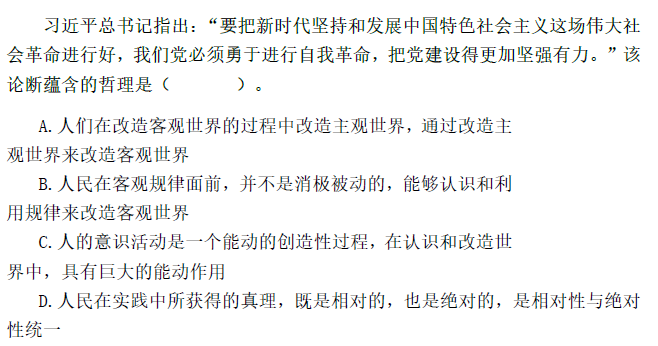 习近平总书记指出：“要把新时代坚持和发展中国特色社会主义这场伟大社
会革命进行好，我们党必须勇于进行自我革命，把党建设得更加坚强有力。”该
论断蕴含的哲理是（　　　）。
A.人们在改造客观世界的过程中改造主观世界，通过改造主
观世界来改造客观世界
B.人民在客观规律面前，并不是消极被动的，能够认识和利
用规律来改造客观世界
C.人的意识活动是一个能动的创造性过程，在认识和改造世
界中，具有巨大的能动作用
D.人民在实践中所获得的真理，既是相对的，也是绝对的，是相对性与绝对
性统一